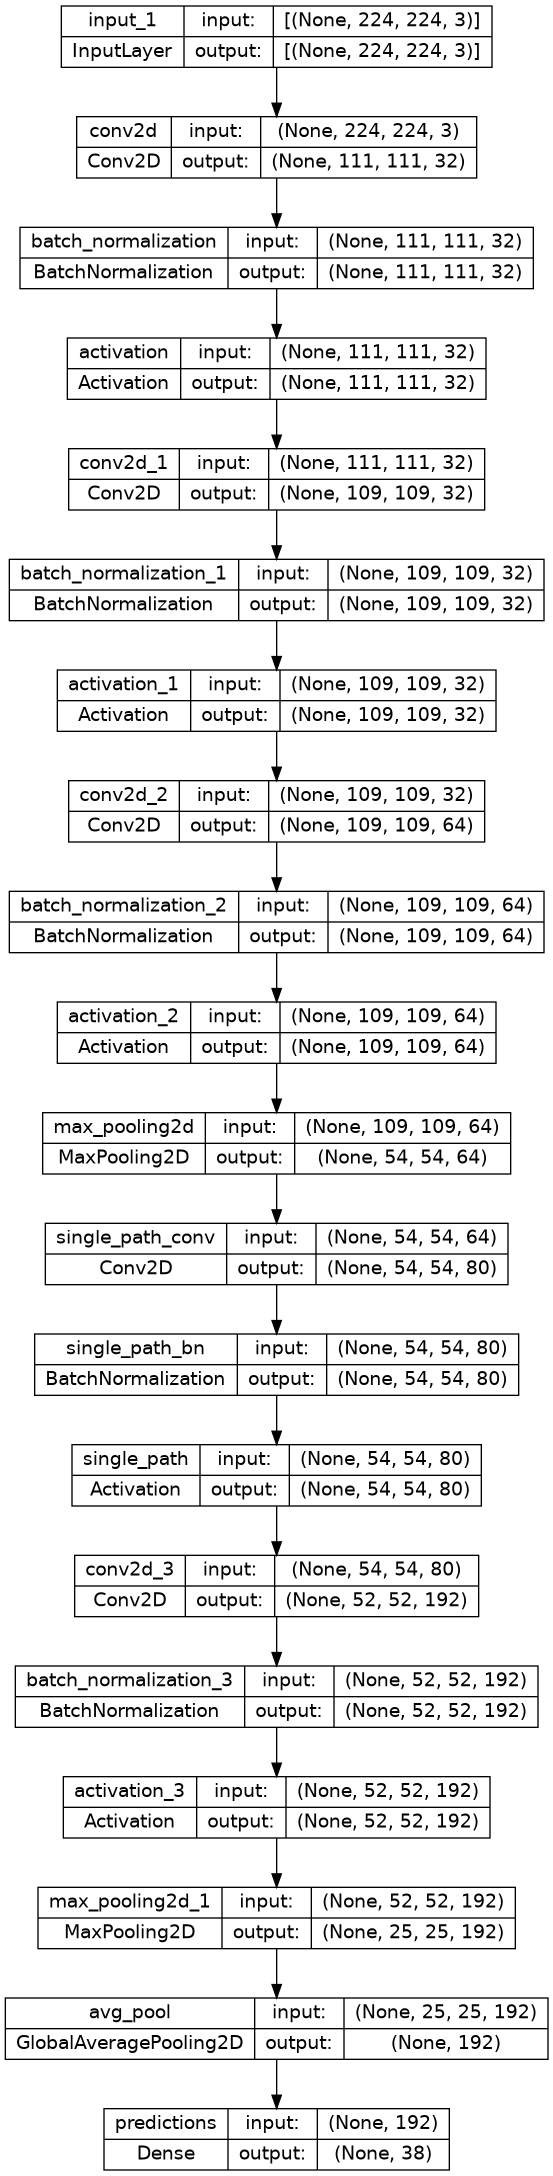 input_1 input: [(None, 224, 224, 3)]
InputLayer output: [(None, 224, 224, 3)]
conv2d input: (None, 224, 224, 3)
Conv2D output: (None, 111, 111, 32)
batch_normalization input: (None, 111, 111, 32)
BatchNormalization output: (None, 111, 111, 32)
activation input: (None, 111, 111, 32)
Activation output: (None, 111, 111, 32)
conv2d_1 input: (None, 111, 111, 32)
Conv2D output: (None, 109, 109, 32)
batch_normalization_1 input: (None, 109, 109, 32)
BatchNormalization output: (None, 109, 109, 32)
activation_1 input: (None, 109, 109, 32)
Activation output: (None, 109, 109, 32)
conv2d_2 input: (None, 109, 109, 32)
Conv2D output: (None, 109, 109, 64)
batch_normalization_2 input: (None, 109, 109, 64)
BatchNormalization output: (None, 109, 109, 64)
activation_2 input: (None, 109, 109, 64)
Activation output: (None, 109, 109, 64)
max_pooling2d input: (None, 109, 109, 64)
MaxPooling2D output: (None, 54, 54, 64)
single_path_conv input: (None, 54, 54, 64)
Conv2D output: (None, 54, 54, 80)
single_path_bn input: (None, 54, 54, 80)
BatchNormalization output: (None, 54, 54, 80)
single_path input: (None, 54, 54, 80)
Activation output: (None, 54, 54, 80)
conv2d_3 input: (None, 54, 54, 80)
Conv2D output: (None, 52, 52, 192)
batch_normalization_3 input: (None, 52, 52, 192)
BatchNormalization output: (None, 52, 52, 192)
activation_3 input: (None, 52, 52, 192)
Activation output: (None, 52, 52, 192)
max_pooling2d_1 input: (None, 52, 52, 192)
MaxPooling2D output: (None, 25, 25, 192)
avg_pool input: (None, 25, 25, 192)
GlobalAveragePooling2D output: (None, 192)
predictions input: (None, 192)
Dense output: (None, 38)